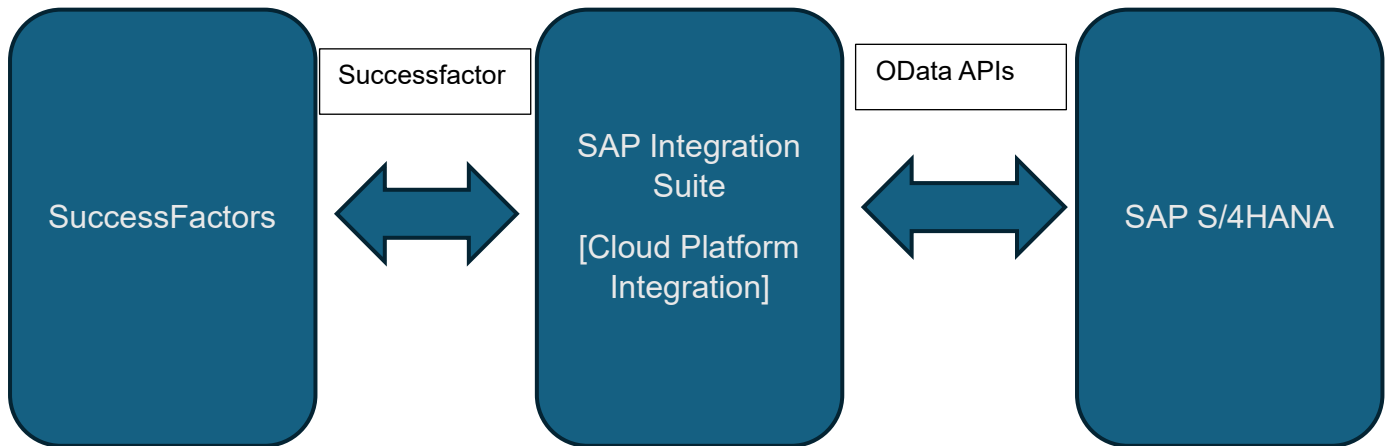 SuccessFactors
Successfactor
SAP Integration
Suite
[Cloud Platform
Integration]
OData APIs
SAP S/4HANA